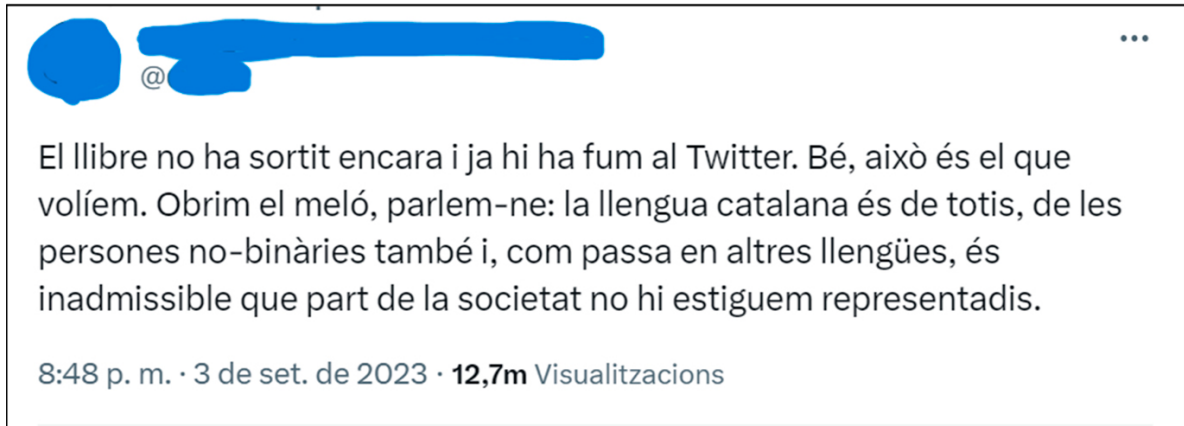 @
El llibre no ha sortit encara i ja hi ha fum al Twitter. Bé, això és el que
volíem. Obrim el meló, parlem-ne: la llengua catalana és de totis, de les
persones no-binàries també i, com passa en altres llengües, és
inadmissible que part de la societat no hi estiguem representadis.
8:48 p. m. · 3 de set. de 2023 · 12,7m Visualitzacions